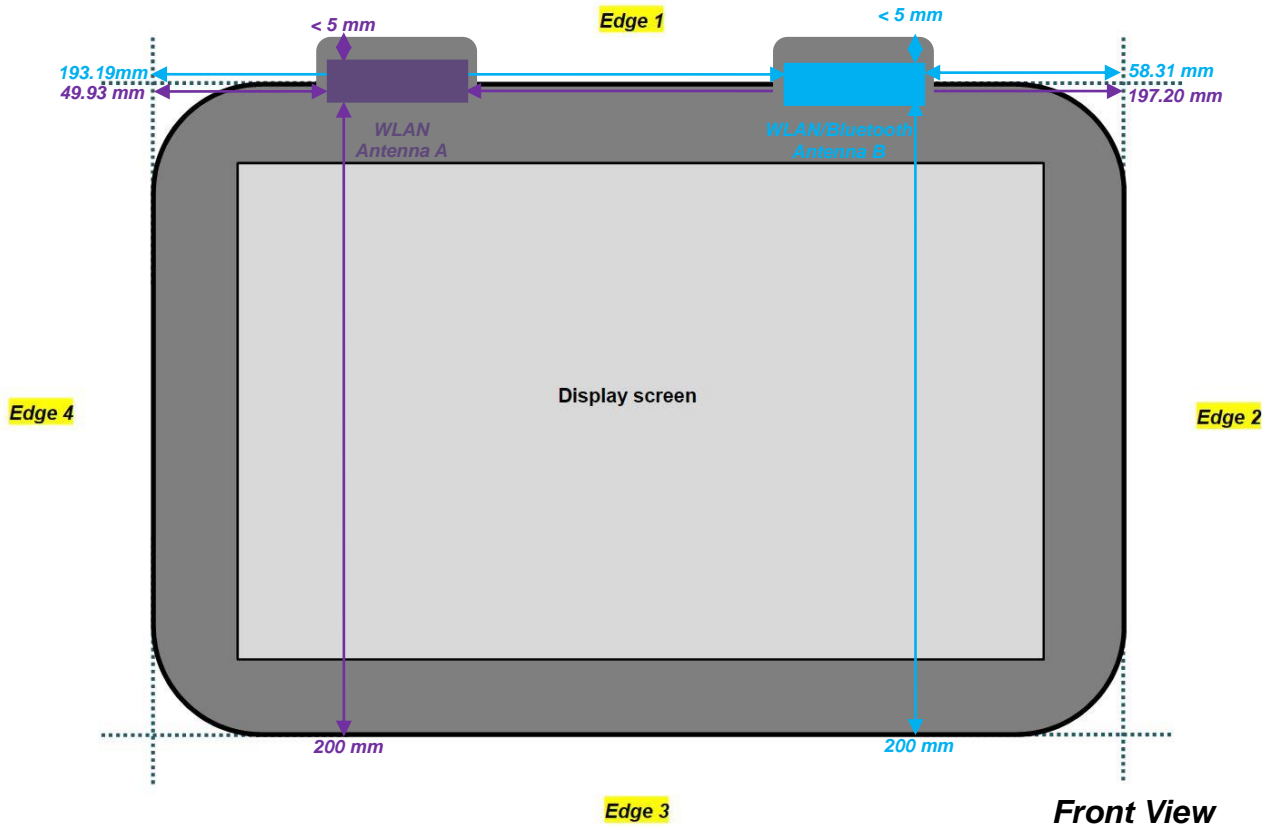 Edge 1
< 5 mm
< 5 mm
193.19mm
58.31 mm
49.93 mm
197.20 mm
WLAN
Antenna A
WLAN/Bluetooth
Antenna B
Display screen
Edge 4
Edge 2
200 mm
200 mm
Edge 3
Front View